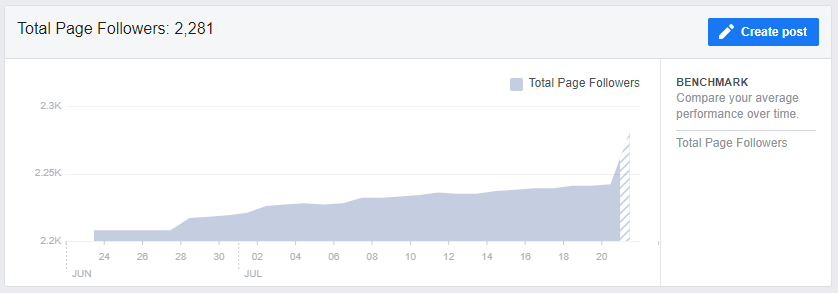 Total Page Followers: 2,281
Create post
Total Page Followers
BENCHMARK
Compare your average
performance over time.
Total Page Followers
2.3K
2.25K
2.2K
24 26 28 30 02 04 06 08 10 12 14 16 18 20
JUN JUL